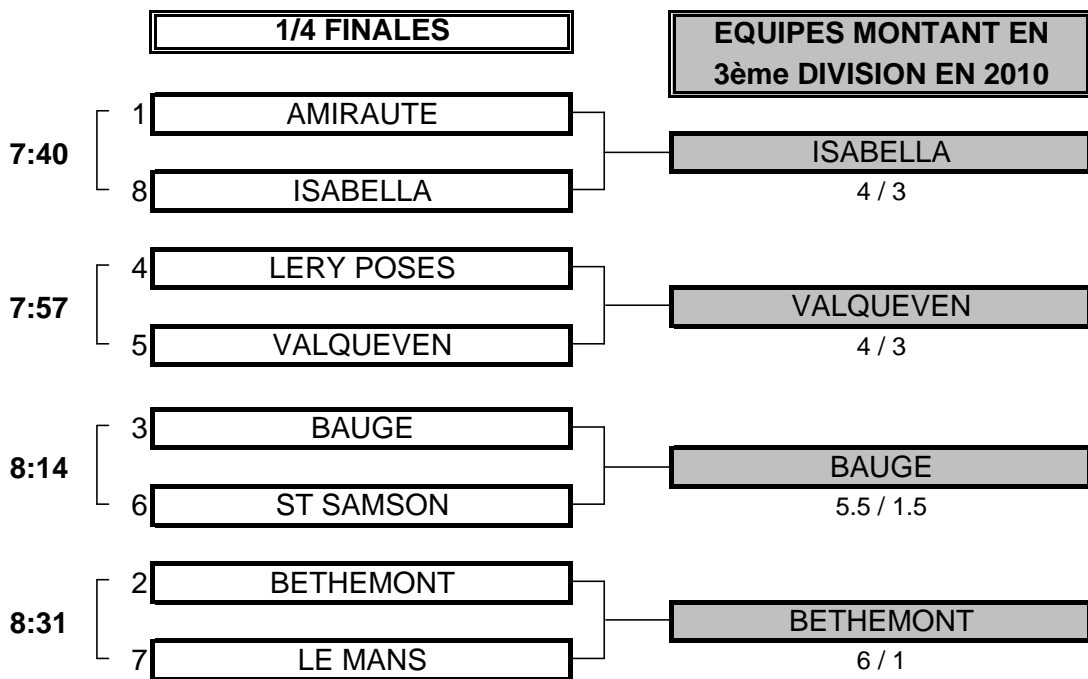 1/4 FINALES
EQUIPES MONTANT EN
3ème DIVISION EN 2010
7:40
1 AMIRAUTE
8 ISABELLA
ISABELLA
4 / 3
7:57
4 LERY POSES
5 VALQUEVEN
VALQUEVEN
4 / 3
8:14
3 BAUGE
6 ST SAMSON
BAUGE
5.5 / 1.5
8:31
2 BETHEMONT
7 LE MANS
BETHEMONT
6 / 1